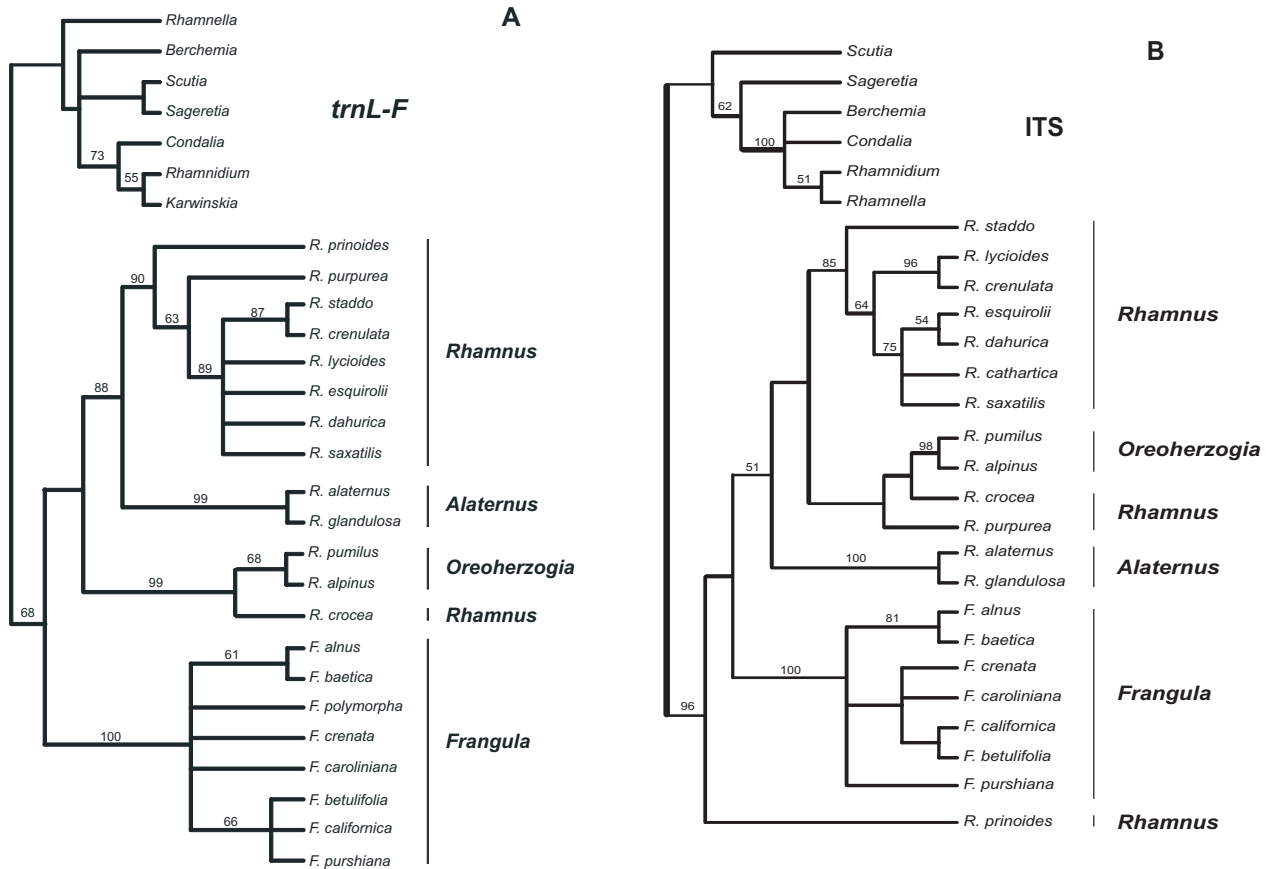 A
Rhamnella
Berchemia
Scutia
Sageretia
trnL-F
Condalia
73
Rhamnidium
55
Karwinskia
R. prinoides
90
R. purpurea
R. staddo
87
63
R. crenulata
R. lycioides
Rhamnus
89
R. esquirolii
88
R. dahurica
R. saxatilis
R. alaternus
99
Alaternus
R. glandulosa
R. pumilus
68
Oreoherzogia
99
R. alpinus
68
R. crocea
Rhamnus
F. alnus
61
F. baetica
F. polymorpha
100
F. crenata
Frangula
F. caroliniana
F. betulifolia
66
F. californica
F. purshiana
B
Scutia
Sageretia
62
Berchemia
ITS
100
Condalia
Rhamnidium
51
Rhamnella
R. staddo
85
96
R. lycioides
R. crenulata
64
R. esquirolii
54
Rhamnus
R. dahurica
75
R. cathartica
R. saxatilis
R. pumilus
98
Oreoherzogia
51
R. alpinus
R. crocea
Rhamnus
R. purpurea
R. alaternus
100
Alaternus
R. glandulosa
F. alnus
81
F. baetica
100
F. crenata
Frangula
F. caroliniana
96
F. californica
F. betulifolia
F. purshiana
R. prinoides
Rhamnus